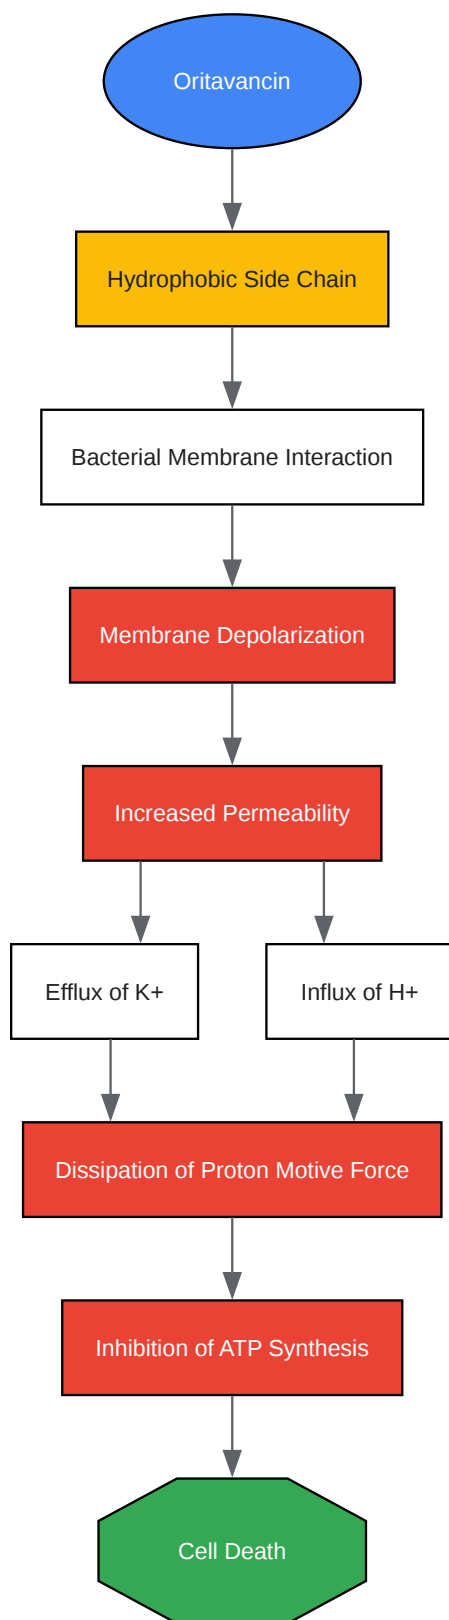 Oritavancin
Hydrophobic Side Chain
Bacterial Membrane Interaction
Membrane Depolarization
Increased Permeability
Efflux of K+
Influx of H+
Dissipation of Proton Motive Force
Inhibition of ATP Synthesis
Cell Death